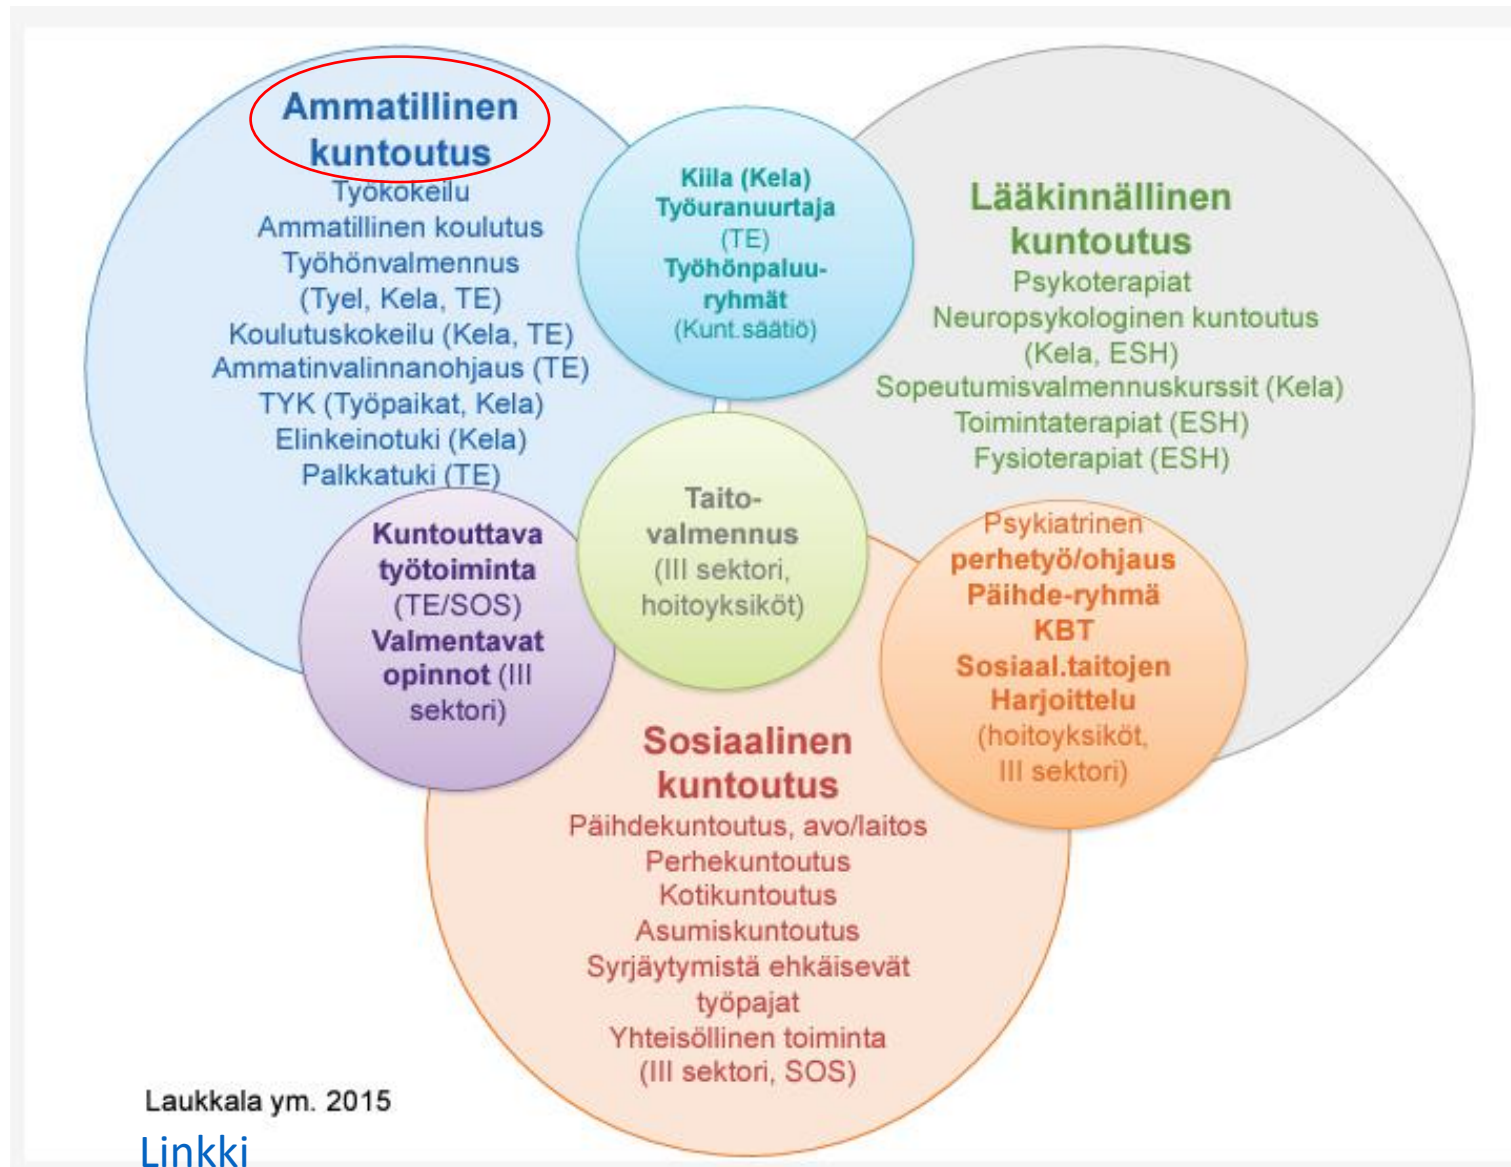 Ammatillinen
kuntoutus
Työkokeilu
Ammatillinen koulutus
Työhönvalmennus
(Tyel, Kela, TE)
Koulutuskokeilu (Kela, TE)
Ammatinvalinnanohjaus (TE)
TYK (Työpaikat, Kela)
Elinkeinotuki (Kela)
Palkkatuki (TE)
Kiila (Kela)
Työuranuurtaja
(TE)
Työhönpaluu-
ryhmät
(Kunt.säätiö)
Lääkinnällinen
kuntoutus
Psykoterapiat
Neuropsykologinen kuntoutus
(Kela, ESH)
Sopeutumisvalmennuskurssit (Kela)
Toimintaterapiat (ESH)
Fysioterapiat (ESH)
Kuntouttava
työtoiminta
(TE/SOS)
Valmentavat
opinnot (III
sektori)
Taito-
valmennus
(III sektori,
hoitoyksiköt)
Psykiatrinen
perhetyö/ohjaus
Päihde-ryhmä
KBT
Sosiaal.taitojen
Harjoittelu
(hoitoyksiköt,
III sektori)
Sosiaalinen
kuntoutus
Päihdekuntoutus, avo/laitos
Perhekuntoutus
Kotikuntoutus
Asumiskuntoutus
Syrjäytymistä ehkäisevät
työpajat
Yhteisöllinen toiminta
(III sektori, SOS)
Laukkala ym. 2015
Linkki